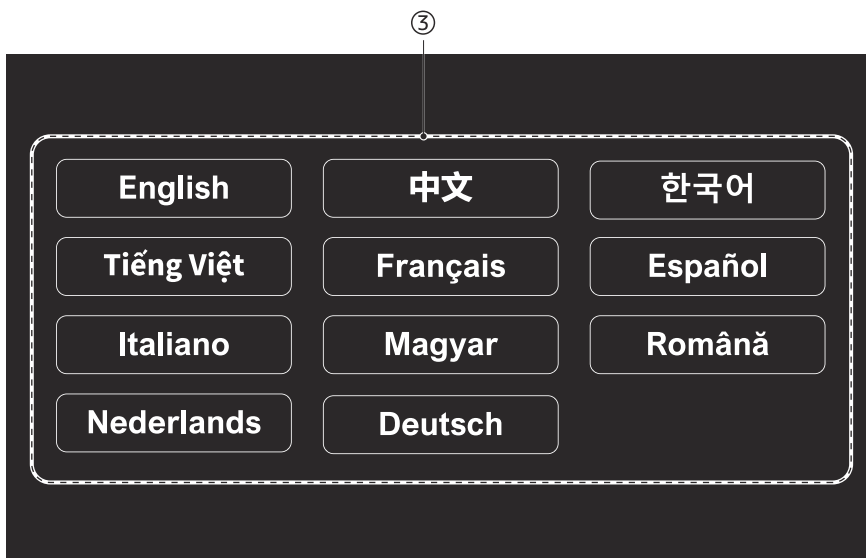 ③
English 中文 한국어
Tiếng Việt Français Español
Italiano Magyar Română
Nederlands Deutsch